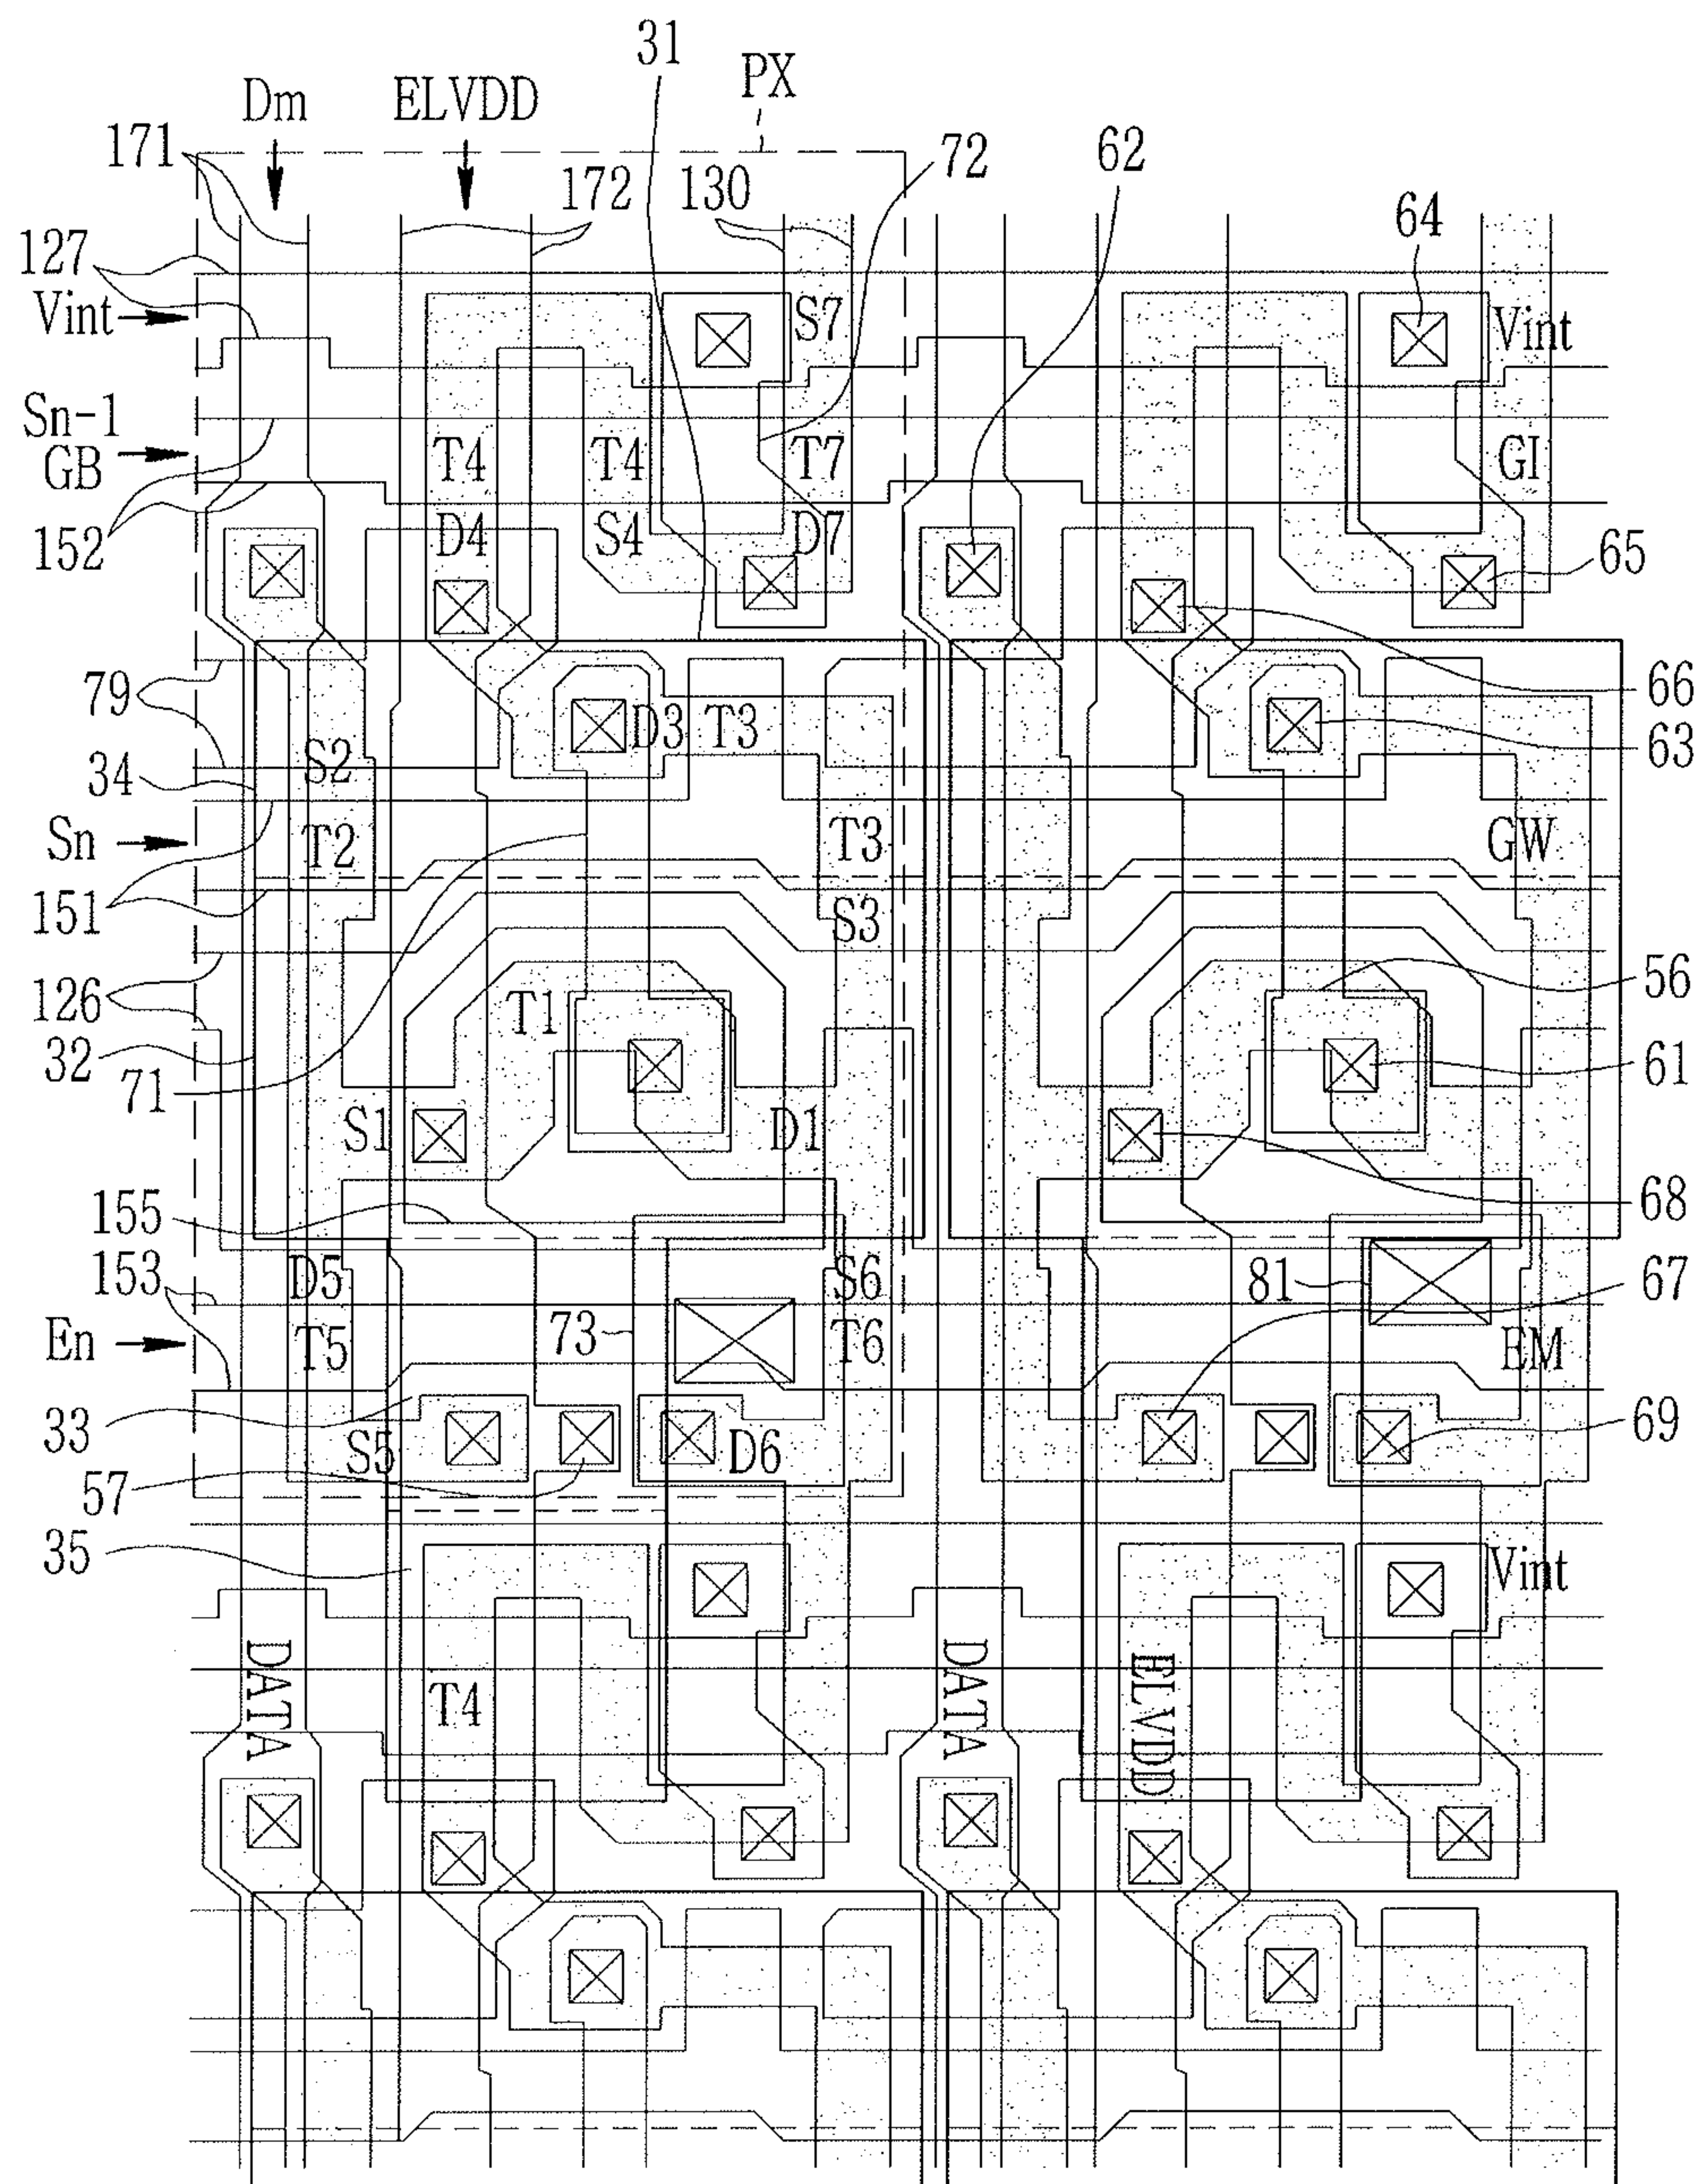 31
PX
Dm
ELVDD
171
62
72
172
130
64
127
Vint
S7
Vint
Sn-1
GB
T4
T4
T7
GI
152
D4
S4
D7
65
79
66
D3
T3
63
34
S2
Sn
T2
T3
GW
151
S3
126
56
T1
32
61
71
S1
D1
155
68
153
D5
S6
81
67
En
T5
73
T6
EM
33
S5
D6
69
57
35
Vint
DATA
T4
DATA
ELVDD